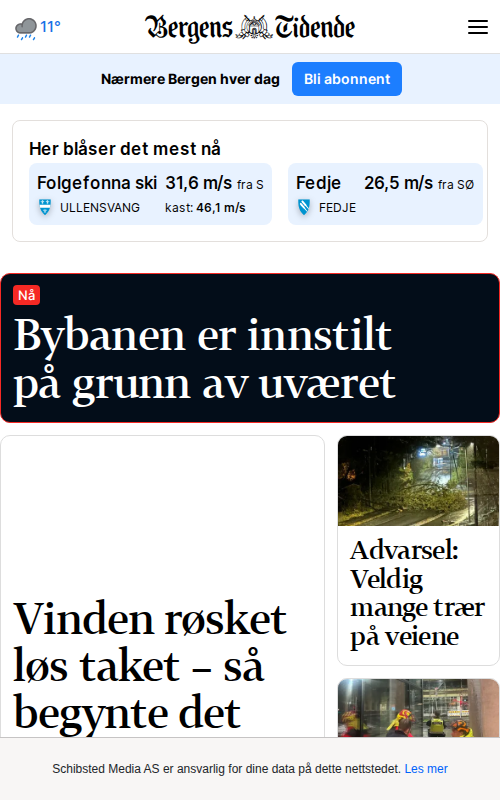 11°
Bergens Tidende
Nærmere Bergen hver dag
Bli abonnent
Her blåser det mest nå
Folgefonna ski 31,6 m/s fra S
ULLENSVANG kast: 46,1 m/s
Fedje 26,5 m/s fra SØ
FEDJE
Nå
Bybanen er innstilt
på grunn av uværet
Vinden røsket
løs taket – så
begynte det
Advarsel:
Veldig
mange trær
på veiene
Schibsted Media AS er ansvarlig for dine data på dette nettstedet. Les mer